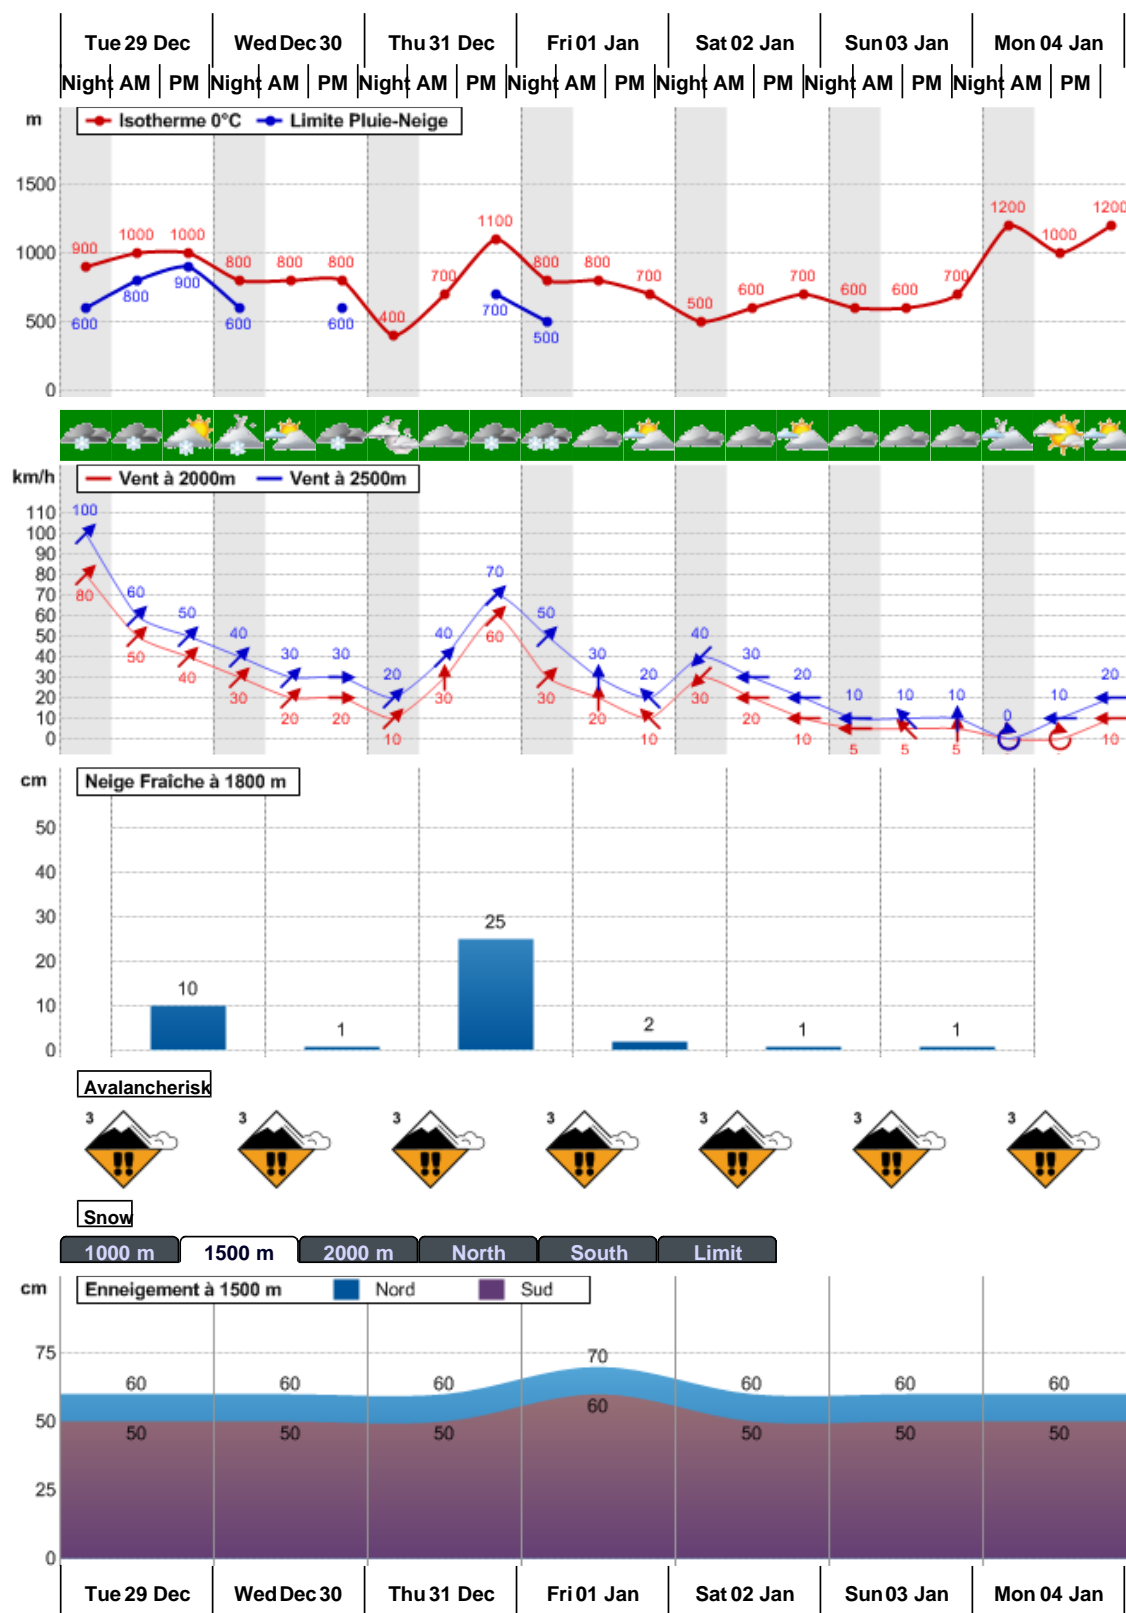 Tue 29 Dec Wed Dec 30 Thu 31 Dec Fri 01 Jan Sat 02 Jan Sun 03 Jan Mon 04 Jan
Night AM PM Night AM PM Night AM PM Night AM PM Night AM PM Night AM PM Night AM PM
m Isotherme 0°C Limite Pluie-Neige
1500
1000
500
0
900 1000 1000 800 800 800 400 700 1100 800 800 700 500 600 700 600 600 700 1200 1000 1200
600 800 900 600 600 700 500
km/h Vent à 2000m Vent à 2500m
110
100
90
80
70
60
50
40
30
20
10
0
100 60 50 40 30 30 20 40 70 50 30 20 40 30 20 10 10 10 0 10 20
80 50 40 30 20 20 10 30 60 30 20 10 30 20 10 5 5 5 10
cm Neige Fraîche à 1800 m
50
40
30
20
10
0
10 1 25 2 1 1
Avalancherisk
3 3 3 3 3 3 3
Snow
1000 m 1500 m 2000 m North South Limit
cm Enneigement à 1500 m Nord Sud
75
50
25
0
60 60 60 70 60 60 60
50 50 50 60 50 50 50
Tue 29 Dec Wed Dec 30 Thu 31 Dec Fri 01 Jan Sat 02 Jan Sun 03 Jan Mon 04 Jan